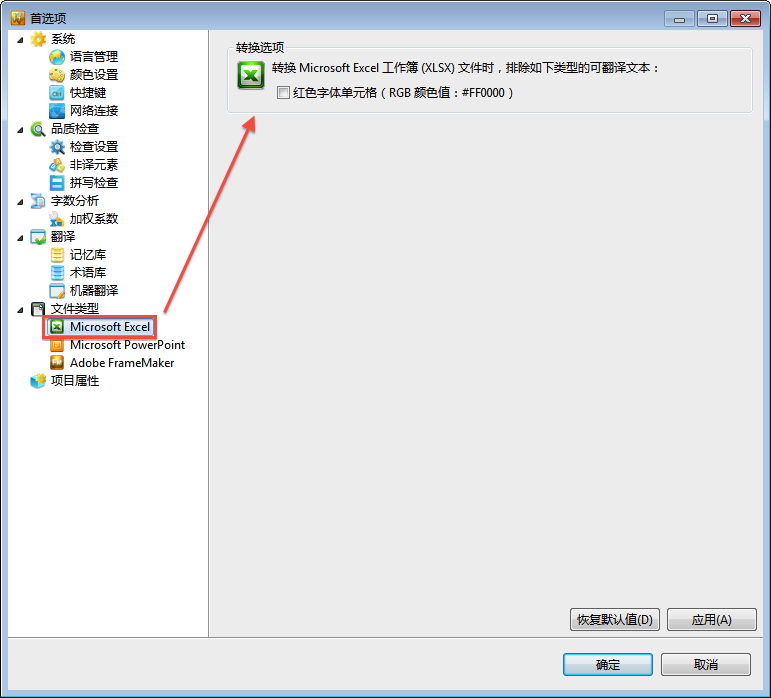 首选项
系统
语言管理
颜色设置
快捷键
网络连接
品质检查
检查设置
非译元素
拼写检查
字数分析
加权系数
翻译
记忆库
术语库
机器翻译
文件类型
Microsoft Excel
Microsoft PowerPoint
Adobe FrameMaker
项目属性
转换选项
转换 Microsoft Excel 工作簿 (XLSX) 文件时，排除如下类型的可翻译文本：
红色字体单元格（RGB 颜色值：#FF0000）
恢复默认值(D)
应用(A)
确定
取消